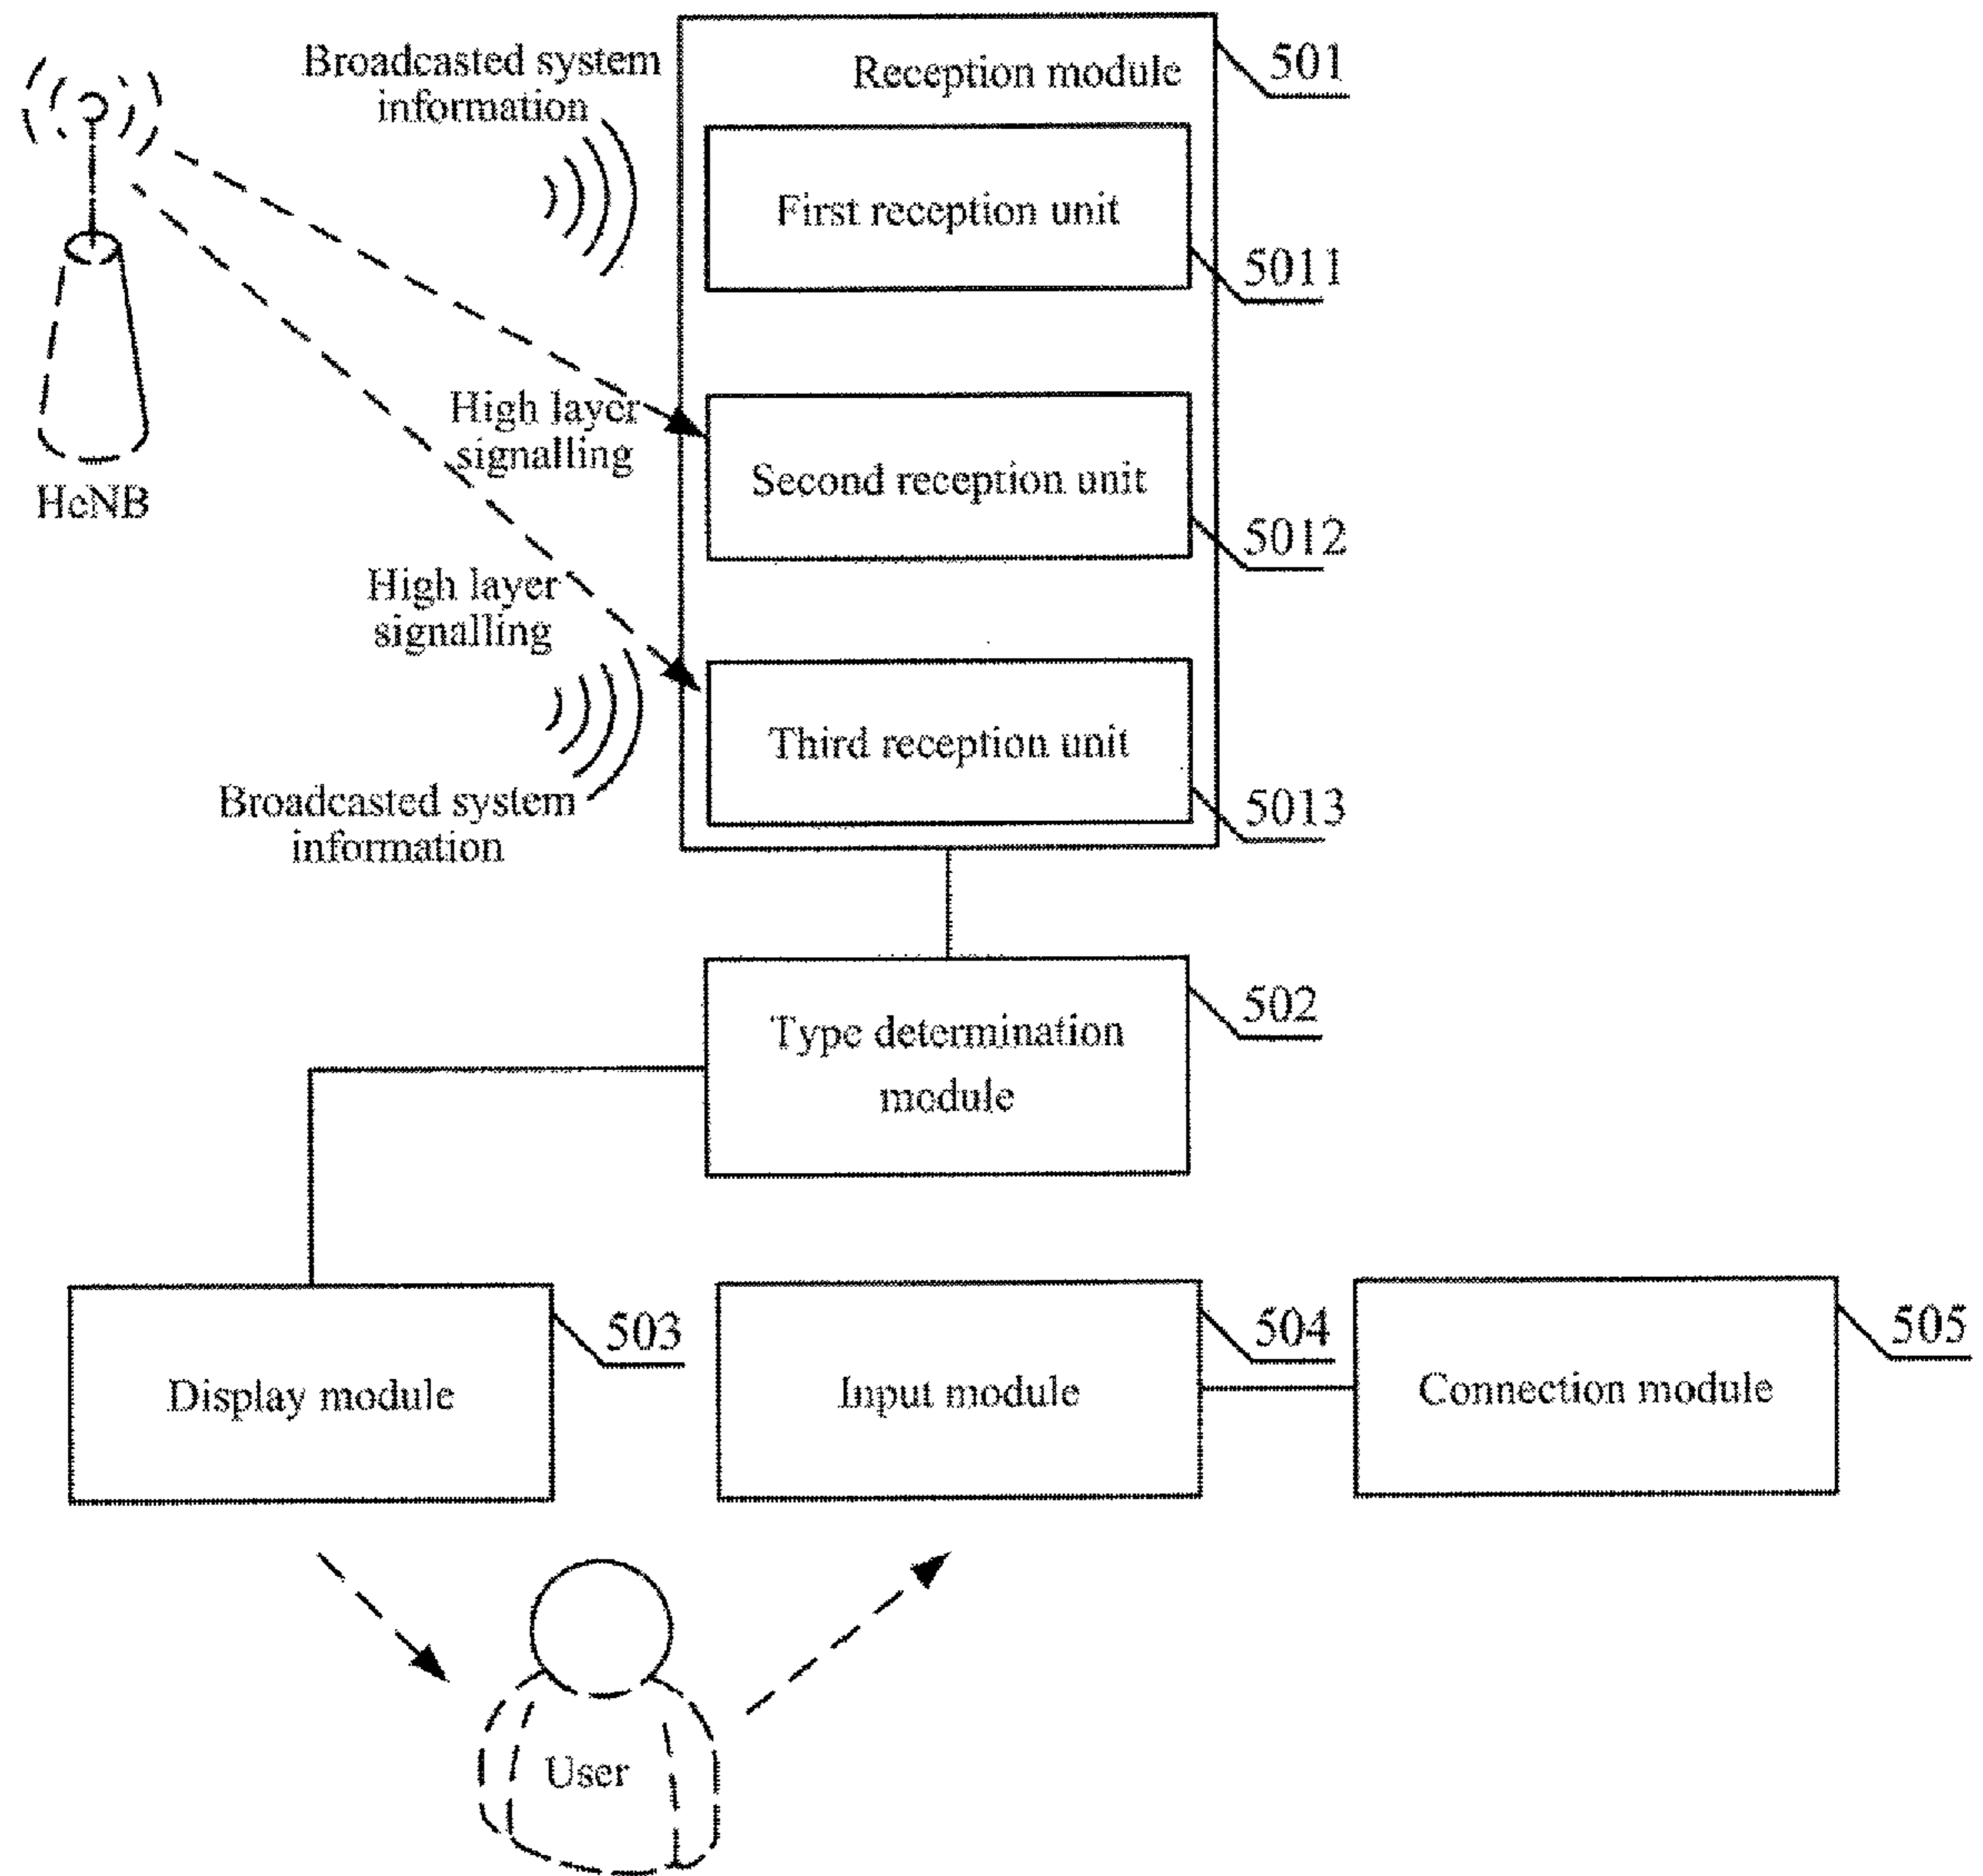 Broadcasted system
information
Reception module
501
First reception unit
5011
High layer
signalling
Second reception unit
5012
HeNB
High layer
signalling
Third reception unit
5013
Broadcasted system
information
Type determination
module
502
Display module
503
Input module
504
Connection module
505
User